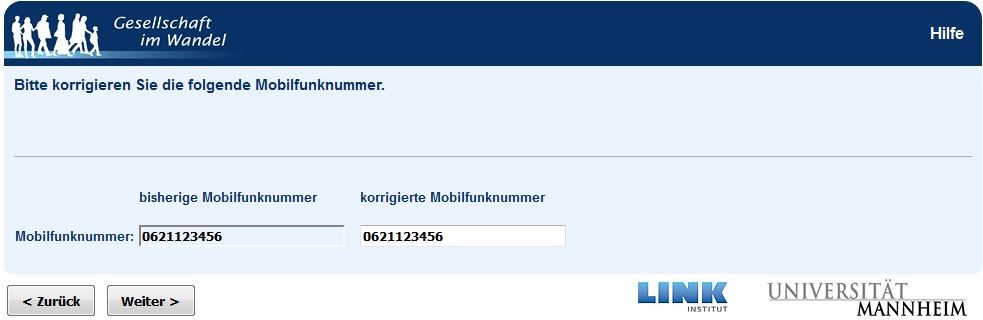 Gesellschaft
im Wandel
Hilfe
Bitte korrigieren Sie die folgende Mobilfunknummer.
bisherige Mobilfunknummer korrigierte Mobilfunknummer
Mobilfunknummer: 0621123456 0621123456
< Zurück Weiter >
LINK
INSTITUT
UNIVERSITÄT
MANNHEIM